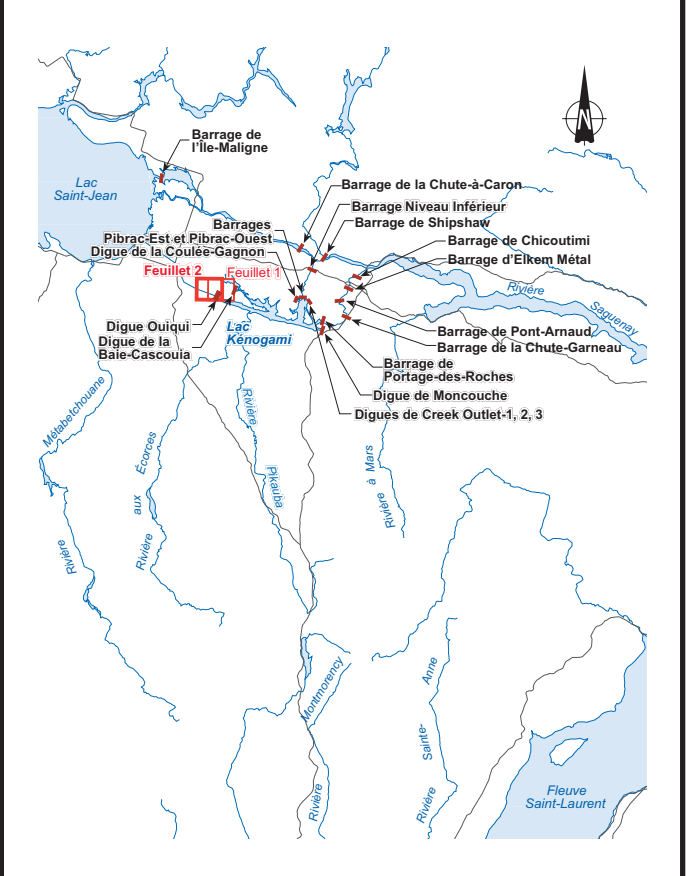 Barrage de
l'Île-Maligne
N
Lac
Saint-Jean
Barrage de la Chute-à-Caron
Barrage Niveau Inférieur
Barrage de Shipshaw
Barrages
Pibrac-Est et Pibrac-Ouest
Digue de la Coulée-Gagnon
Barrage de Chicoutimi
Barrage d'Elkem Métal
Feuillet 2
Feuillet 1
Rivière
Saguenay
Digue Ouiqui
Digue de la
Baie-Cascouia
Lac
Kénogami
Barrage de Pont-Arnaud
Barrage de la Chute-Garneau
Barrage de
Portage-des-Roches
Digue de Moncouche
Digues de Creek Outlet-1, 2, 3
Métabetchouane
Rivière
Rivière
aux
Écorces
Rivière
Pikauba
Rivière à Mars
Rivière
Montmorency
Rivière
Sainte-
Anne
Fleuve
Saint-Laurent